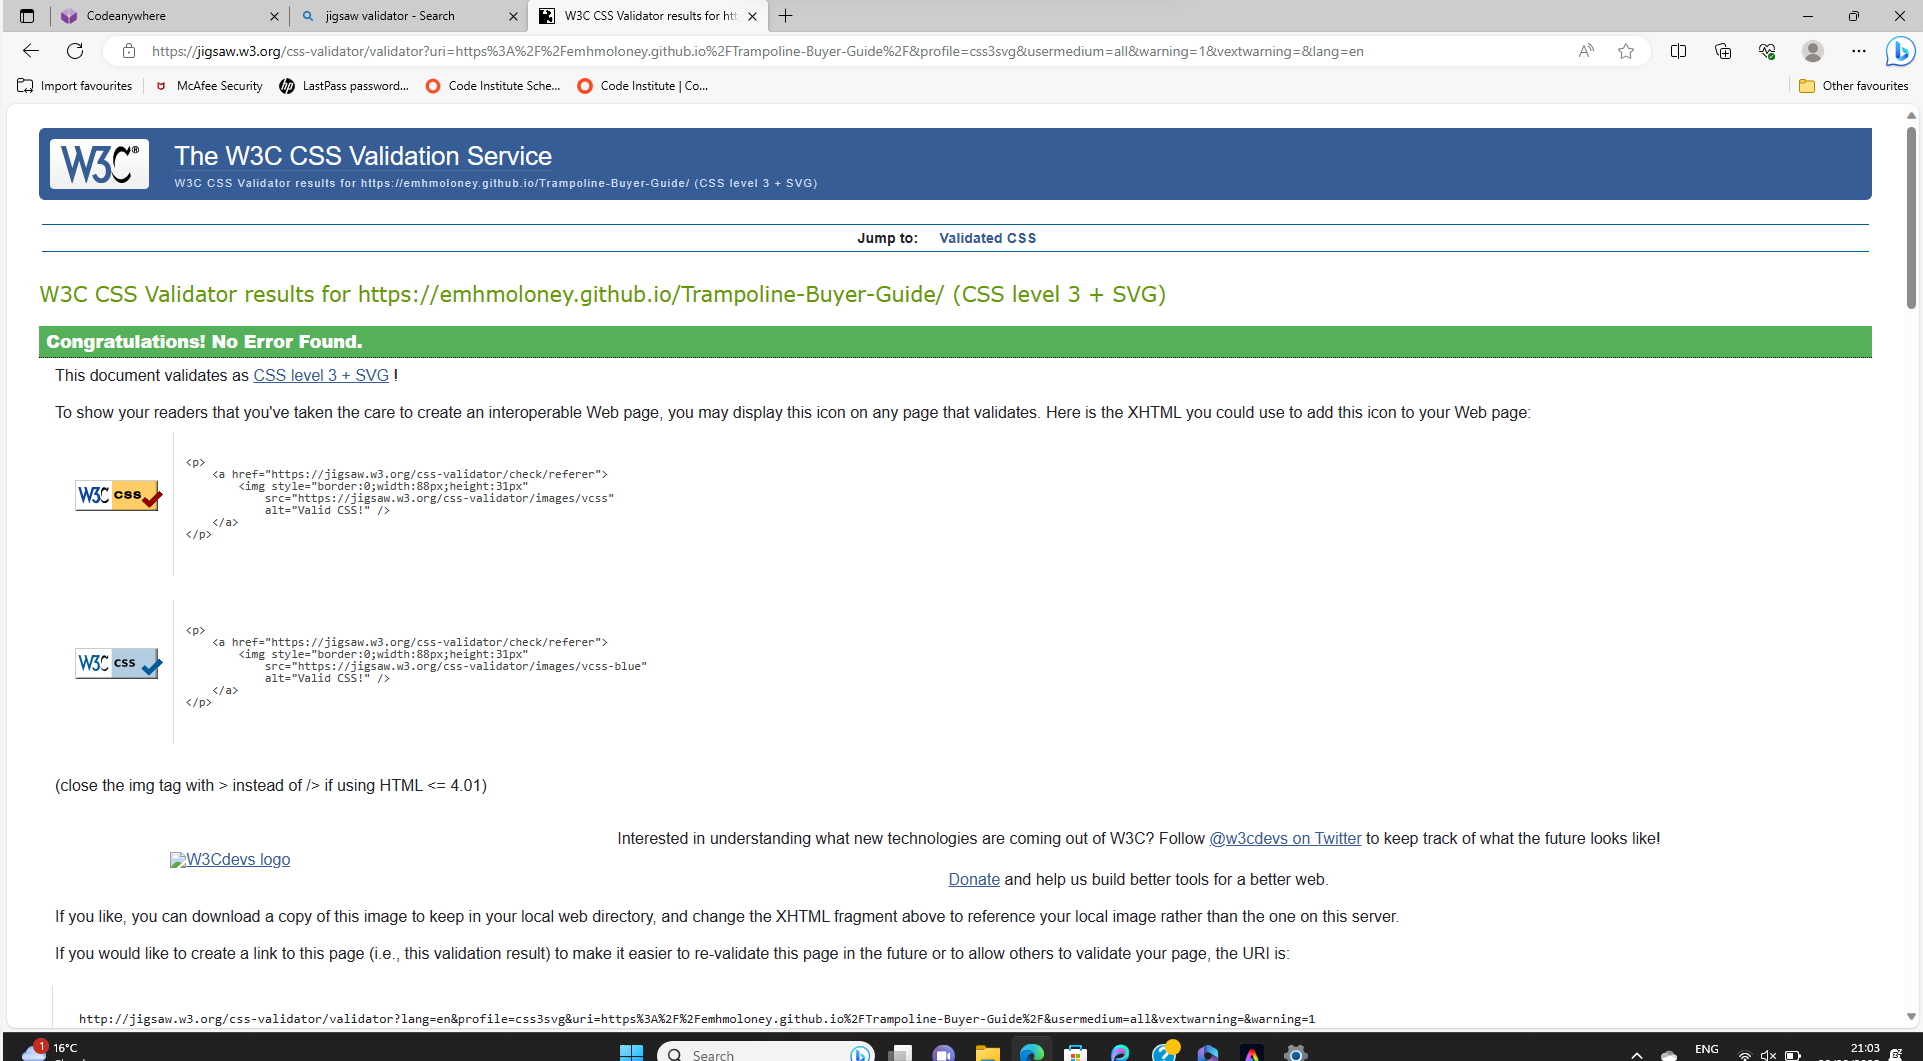 Codeanywhere
jigsaw validator - Search
W3C CSS Validator results for htt
https://jigsaw.w3.org/css-validator/validator?uri=https%3A%2F%2Femhmoloney.github.io%2FTrampoline-Buyer-Guide%2F&profile=css3svg&usermedium=all&warning=1&vextwarning=&lang=en
Import favourites
McAfee Security
LastPass password...
Code Institute Sche...
Code Institute | Co...
Other favourites
W3C®
The W3C CSS Validation Service
W3C CSS Validator results for https://emhmoloney.github.io/Trampoline-Buyer-Guide/ (CSS level 3 + SVG)
Jump to: Validated CSS
W3C CSS Validator results for https://emhmoloney.github.io/Trampoline-Buyer-Guide/ (CSS level 3 + SVG)
Congratulations! No Error Found.
This document validates as CSS level 3 + SVG !
To show your readers that you've taken the care to create an interoperable Web page, you may display this icon on any page that validates. Here is the XHTML you could use to add this icon to your Web page:
W3C css
<p>
<a href="https://jigsaw.w3.org/css-validator/check/referer">
<img style="border:0;width:88px;height:31px"
src="https://jigsaw.w3.org/css-validator/images/vcss"
alt="Valid CSS!" />
</a>
</p>
W3C css
<p>
<a href="https://jigsaw.w3.org/css-validator/check/referer">
<img style="border:0;width:88px;height:31px"
src="https://jigsaw.w3.org/css-validator/images/vcss-blue"
alt="Valid CSS!" />
</a>
</p>
(close the img tag with > instead of /> if using HTML <= 4.01)
Interested in understanding what new technologies are coming out of W3C? Follow @w3cdevs on Twitter to keep track of what the future looks like!
W3Cdevs logo
Donate and help us build better tools for a better web.
If you like, you can download a copy of this image to keep in your local web directory, and change the XHTML fragment above to reference your local image rather than the one on this server.
If you would like to create a link to this page (i.e., this validation result) to make it easier to re-validate this page in the future or to allow others to validate your page, the URI is:
http://jigsaw.w3.org/css-validator/validator?lang=en&profile=css3svg&uri=https%3A%2F%2Femhmoloney.github.io%2FTrampoline-Buyer-Guide%2F&usermedium=all&vextwarning=&warning=1
1
16°C
Search
ENG
21:03